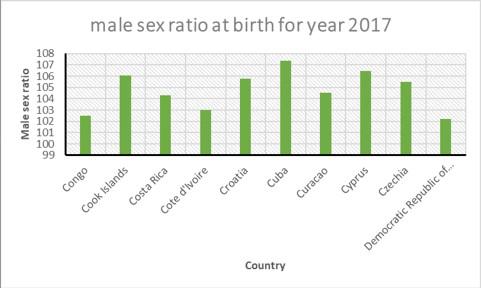 male sex ratio at birth for year 2017
Male sex ratio
108
107
106
105
104
103
102
101
100
99
Congo
Cook Islands
Costa Rica
Cote d'Ivoire
Croatia
Cuba
Curacao
Cyprus
Czechia
Democratic Republic of...
Country